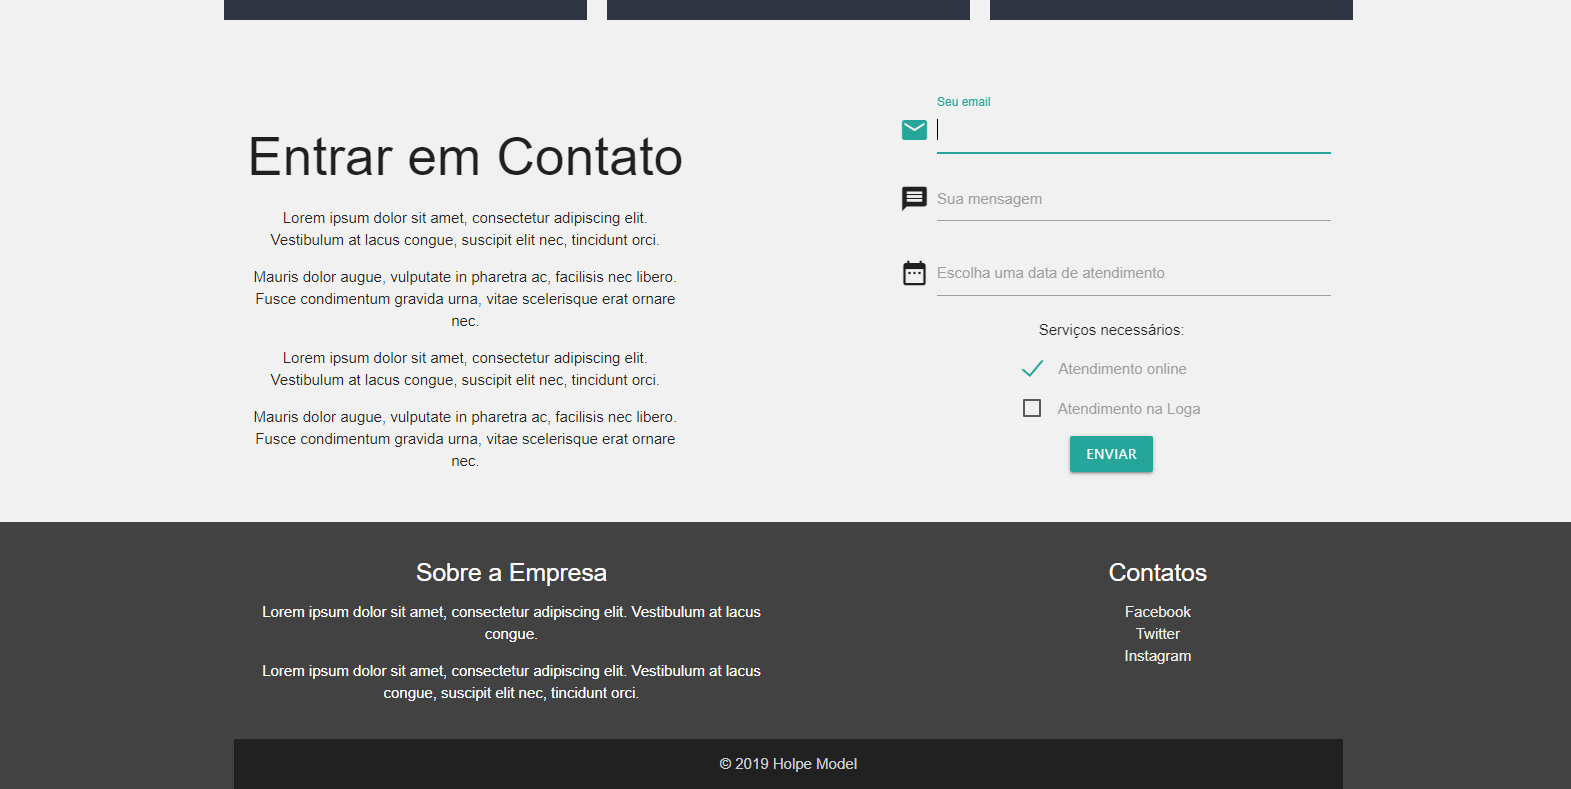 Entrar em Contato
Lorem ipsum dolor sit amet, consectetur adipiscing elit.
Vestibulum at lacus congue, suscipit elit nec, tincidunt orci.
Mauris dolor augue, vulputate in pharetra ac, facilisis nec libero.
Fusce condimentum gravida urna, vitae scelerisque erat ornare
nec.
Lorem ipsum dolor sit amet, consectetur adipiscing elit.
Vestibulum at lacus congue, suscipit elit nec, tincidunt orci.
Mauris dolor augue, vulputate in pharetra ac, facilisis nec libero.
Fusce condimentum gravida urna, vitae scelerisque erat ornare
nec.
Seu email
Sua mensagem
Escolha uma data de atendimento
Serviços necessários:
Atendimento online
Atendimento na Loga
ENVIAR
Sobre a Empresa
Lorem ipsum dolor sit amet, consectetur adipiscing elit. Vestibulum at lacus
congue.
Lorem ipsum dolor sit amet, consectetur adipiscing elit. Vestibulum at lacus
congue, suscipit elit nec, tincidunt orci.
Contatos
Facebook
Twitter
Instagram
© 2019 Holpe Model